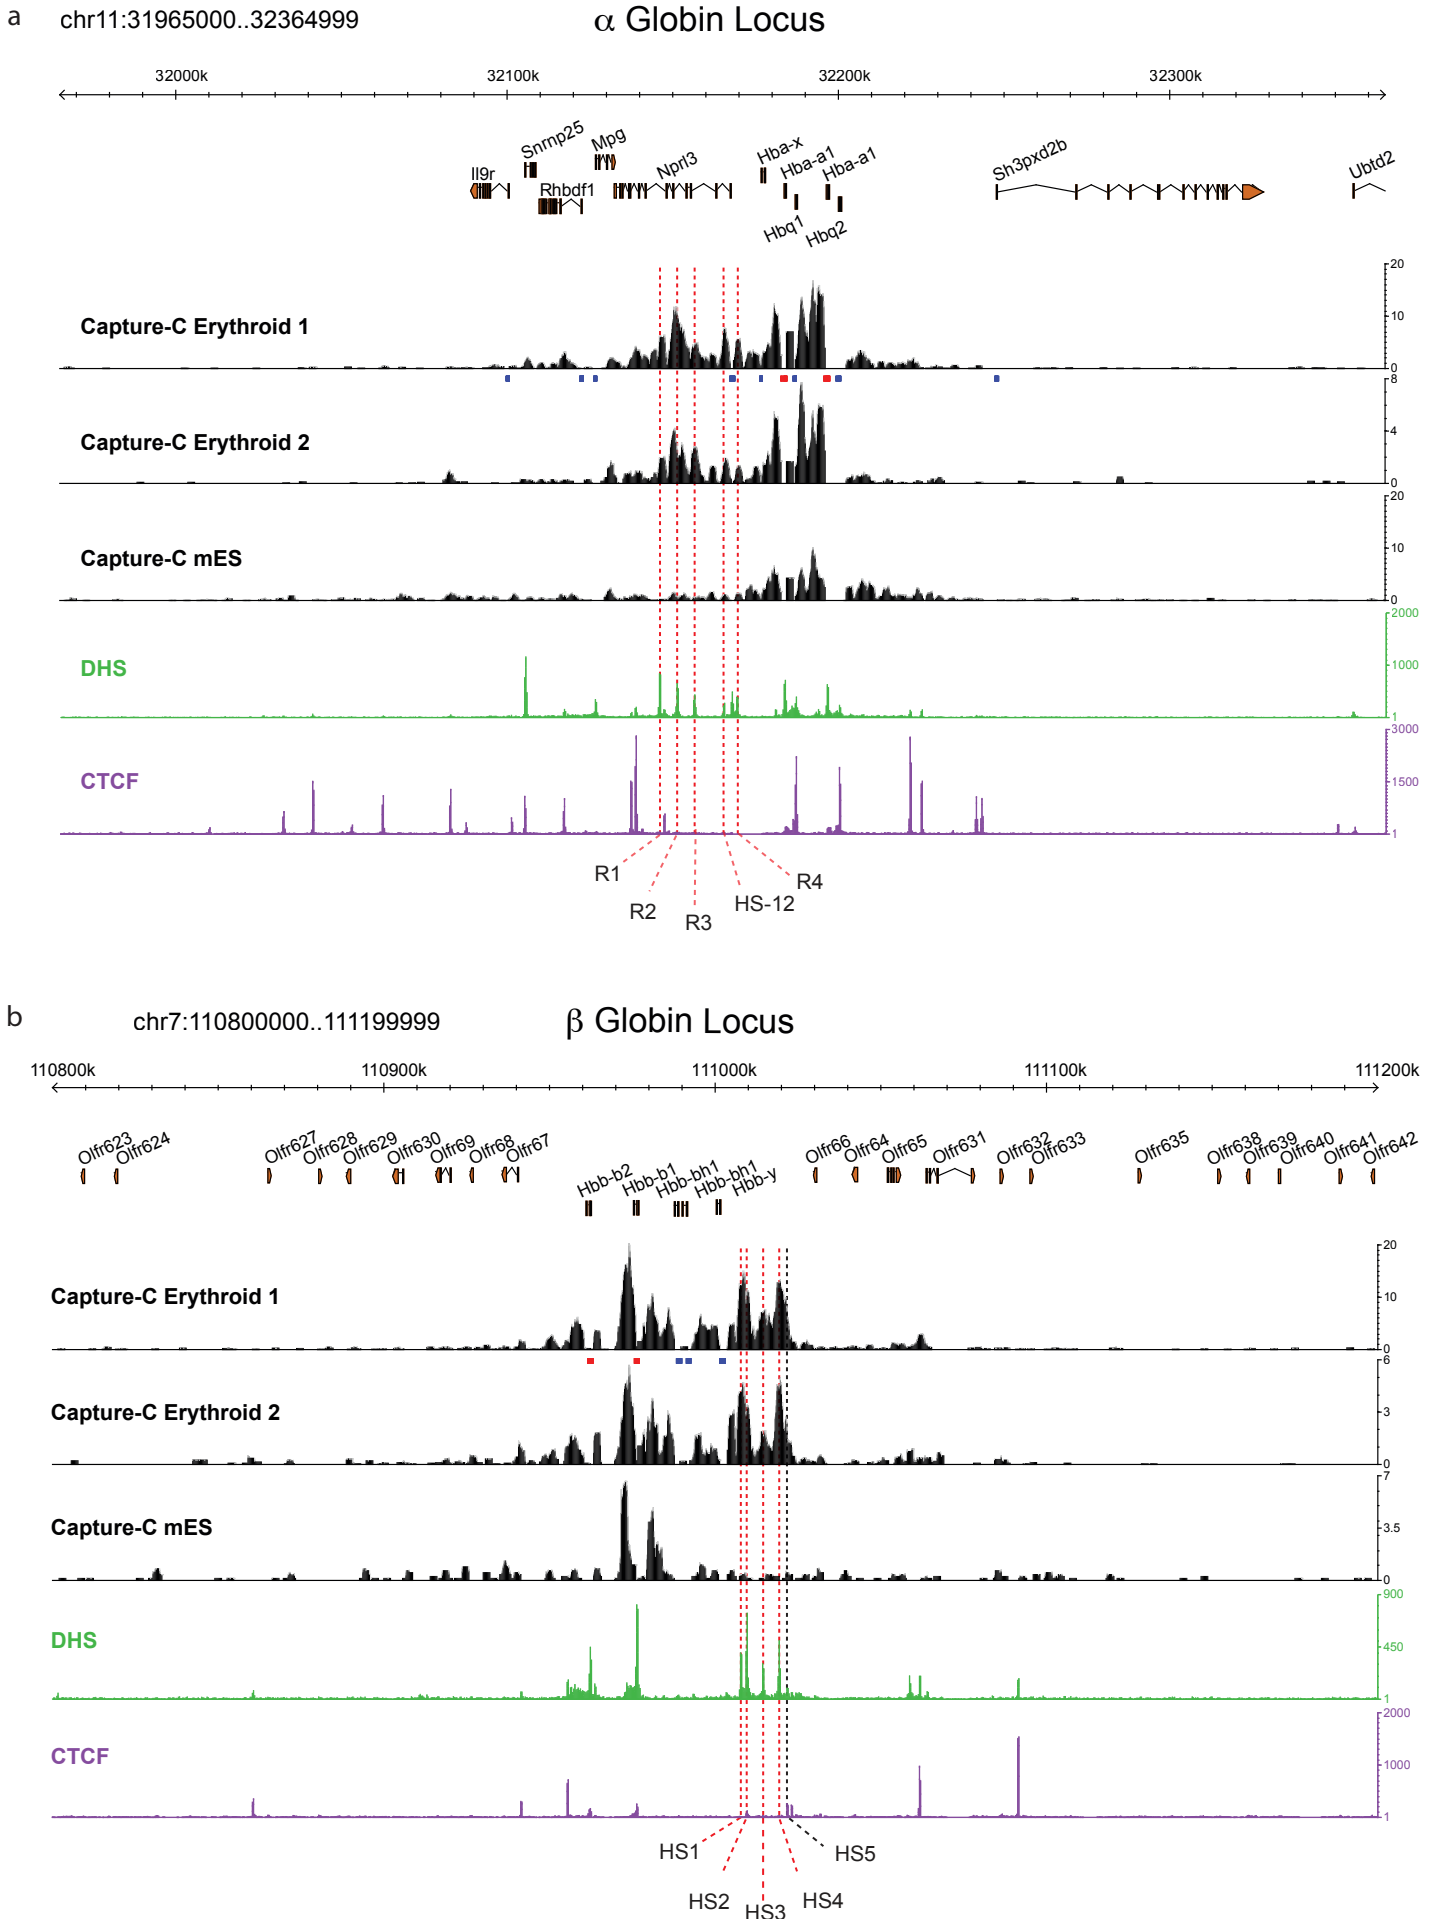 a
chr11:31965000..32364999
α Globin Locus
32000k 32100k 32200k 32300k
Il9r Snrnp25 Rhbdf1 Mpg Nprl3 Hba-x Hba-a1 Hba-a1 Sh3pxd2b Ubtd2
Hbq1 Hbq2
20
Capture-C Erythroid 1
10
0
8
Capture-C Erythroid 2
4
0
20
Capture-C mES
10
0
2000
DHS
1000
1
3000
CTCF
1500
1
R1 R2 R3 HS-12 R4
b
chr7:110800000..111199999
β Globin Locus
110800k 110900k 111000k 111100k 111200k
Olfr623 Olfr624 Olfr627 Olfr628 Olfr629 Olfr630 Olfr69 Olfr68 Olfr67 Olfr66 Olfr64 Olfr65 Olfr631 Olfr632 Olfr633 Olfr635 Olfr638 Olfr639 Olfr640 Olfr641 Olfr642
Hbb-b2 Hbb-b1 Hbb-bh1 Hbb-bh1 Hbb-y
20
Capture-C Erythroid 1
10
0
6
Capture-C Erythroid 2
3
0
7
Capture-C mES
3.5
0
900
DHS
450
1
2000
CTCF
1000
1
HS1 HS5
HS2 HS3 HS4